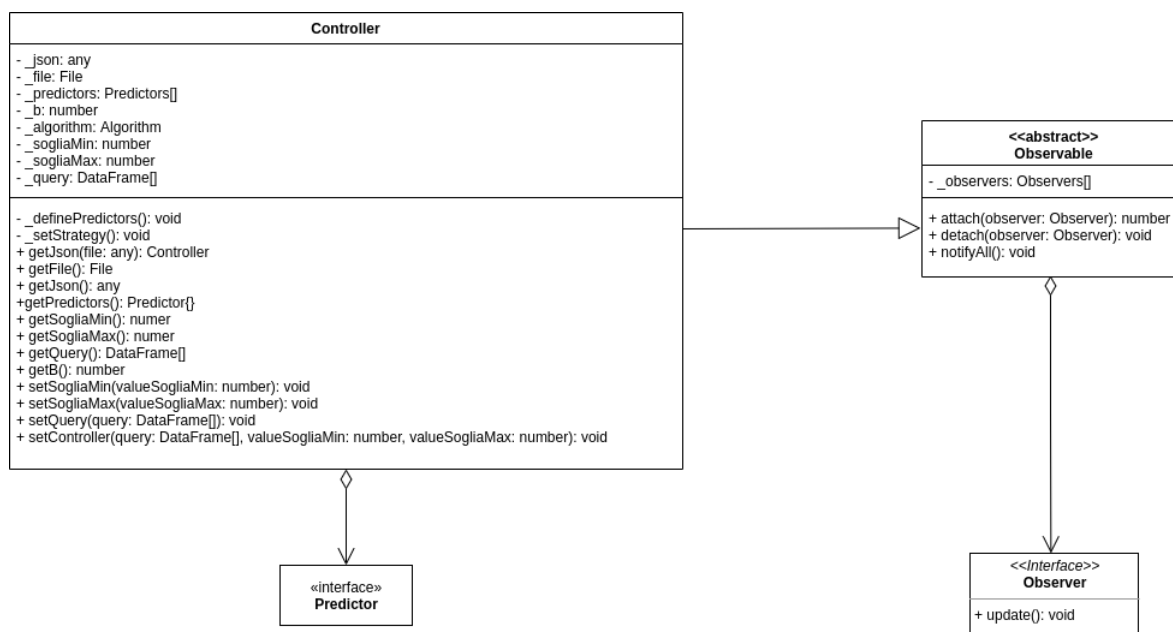 Controller
- _json: any
- _file: File
- _predictors: Predictors[]
- _b: number
- _algorithm: Algorithm
- _sogliaMin: number
- _sogliaMax: number
- _query: DataFrame[]
- _definePredictors(): void
- _setStrategy(): void
+ getJson(file: any): Controller
+ getFile(): File
+ getJson(): any
+getPredictors(): Predictor{}
+ getSogliaMin(): numer
+ getSogliaMax(): numer
+ getQuery(): DataFrame[]
+ getB(): number
+ setSogliaMin(valueSogliaMin: number): void
+ setSogliaMax(valueSogliaMax: number): void
+ setQuery(query: DataFrame[]): void
+ setController(query: DataFrame[], valueSogliaMin: number, valueSogliaMax: number): void
<<abstract>>
Observable
- _observers: Observers[]
+ attach(observer: Observer): number
+ detach(observer: Observer): void
+ notifyAll(): void
«interface»
Predictor
<<Interface>>
Observer
+ update(): void